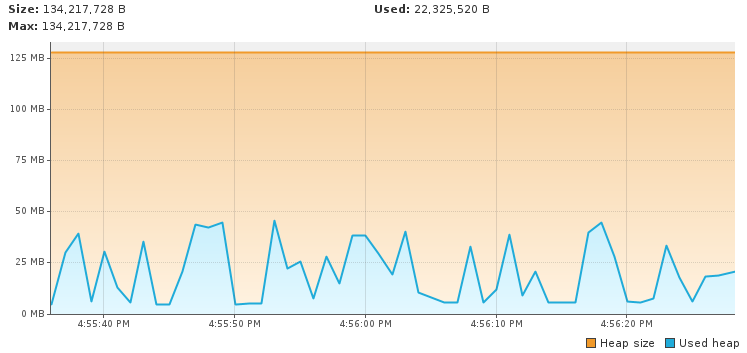 Size: 134,217,728 B Used: 22,325,520 B
Max: 134,217,728 B
125 MB
100 MB
75 MB
50 MB
25 MB
0 MB
4:55:40 PM 4:55:50 PM 4:56:00 PM 4:56:10 PM 4:56:20 PM
Heap size Used heap